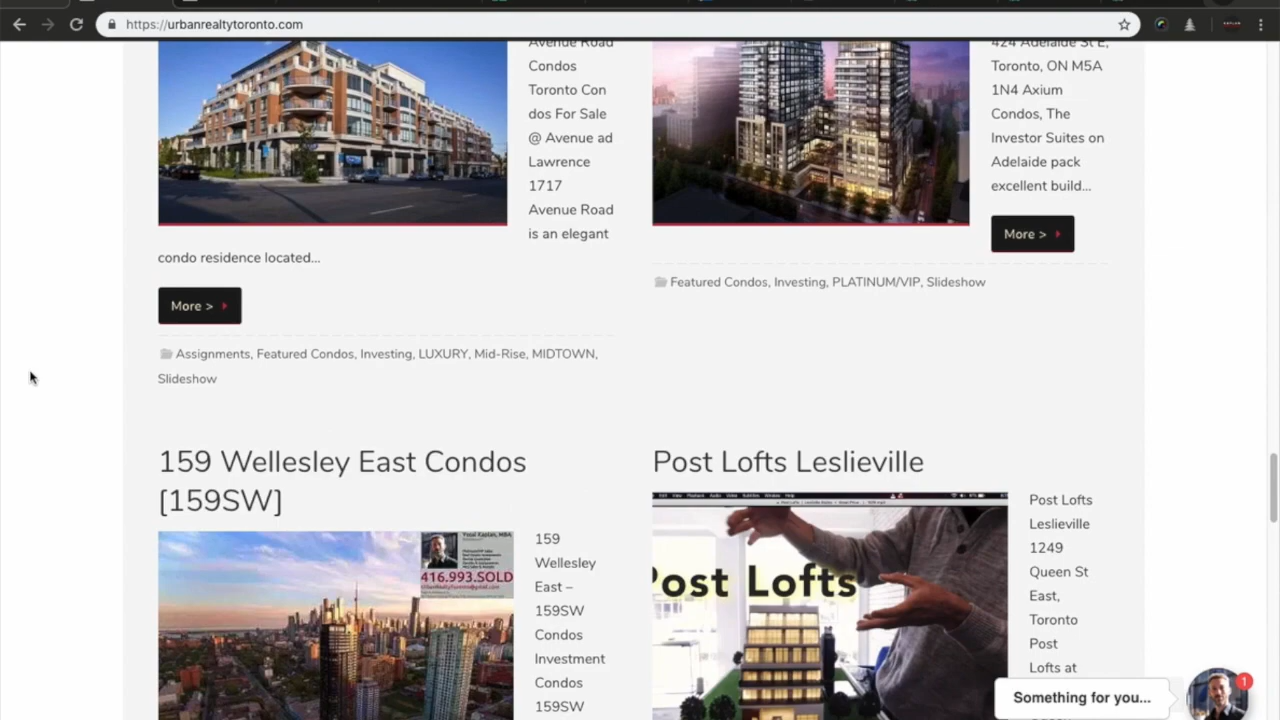 https://urbanrealtytoronto.com
Avenue Road
Condos
Toronto Con
dos For Sale
@ Avenue ad
Lawrence
1717
Avenue Road
is an elegant
condo residence located...
More >
Assignments, Featured Condos, Investing, LUXURY, Mid-Rise, MIDTOWN,
Slideshow
424 Adelaide St E,
Toronto, ON M5A
1N4 Axium
Condos, The
Investor Suites on
Adelaide pack
excellent build...
More >
Featured Condos, Investing, PLATINUM/VIP, Slideshow
159 Wellesley East Condos
[159SW]
Yossi Kaplan, MBA
416.993.SOLD
159
Wellesley
East –
159SW
Condos
Investment
Condos
159SW
Post Lofts Leslieville
Post Lofts
Post Lofts
Leslieville
1249
Queen St
East,
Toronto
Post
Lofts at
Something for you...
1